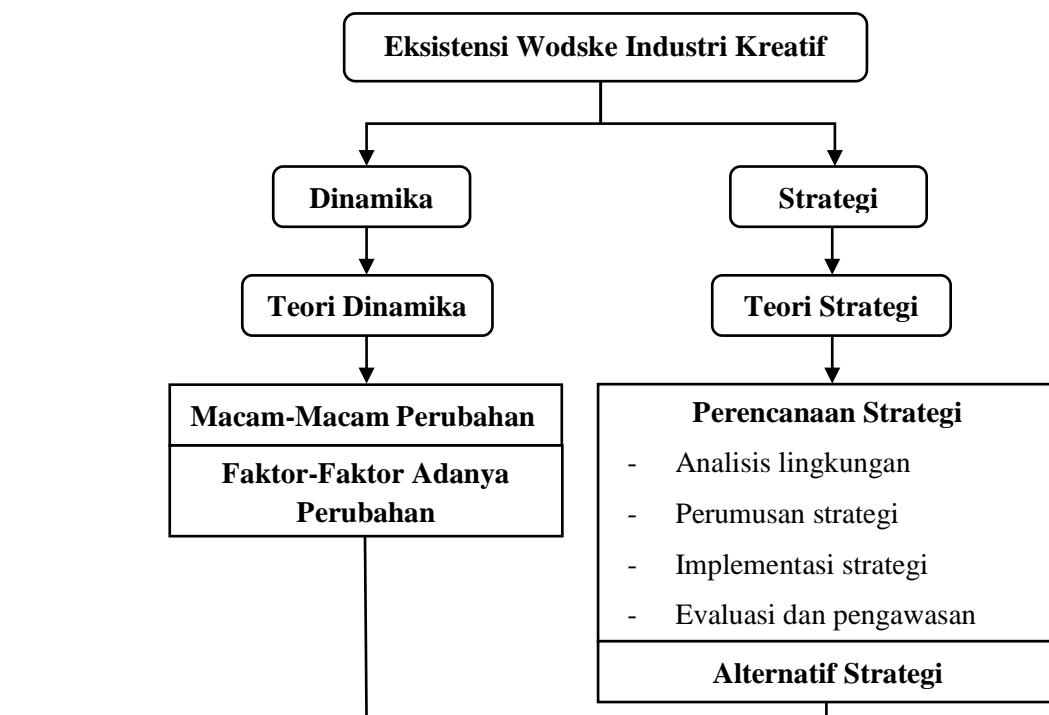 Eksistensi Wodske Industri Kreatif
Dinamika
Strategi
Teori Dinamika
Teori Strategi
Macam-Macam Perubahan
Faktor-Faktor Adanya
Perubahan
Perencanaan Strategi
- Analisis lingkungan
- Perumusan strategi
- Implementasi strategi
- Evaluasi dan pengawasan
Alternatif Strategi